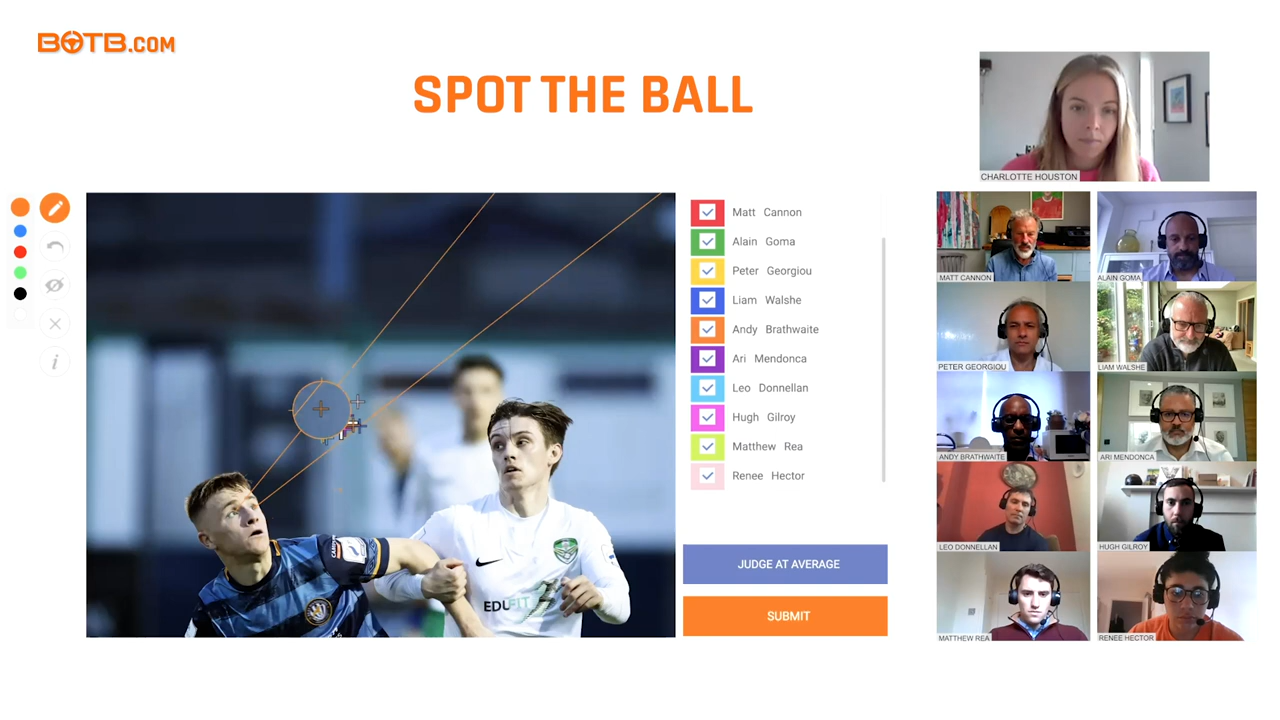 BOTB.COM
SPOT THE BALL
CHARLOTTE HOUSTON
Matt Cannon
Alain Goma
Peter Georgiou
Liam Walshe
Andy Brathwaite
Ari Mendonca
Leo Donnellan
Hugh Gilroy
Matthew Rea
Renee Hector
JUDGE AT AVERAGE
SUBMIT
MATT CANNON
ALAIN GOMA
PETER GEORGIOU
LIAM WALSHE
ANDY BRATHWAITE
ARI MENDONCA
LEO DONNELLAN
HUGH GILROY
MATTHEW REA
RENEE HECTOR
EDUFIT
i